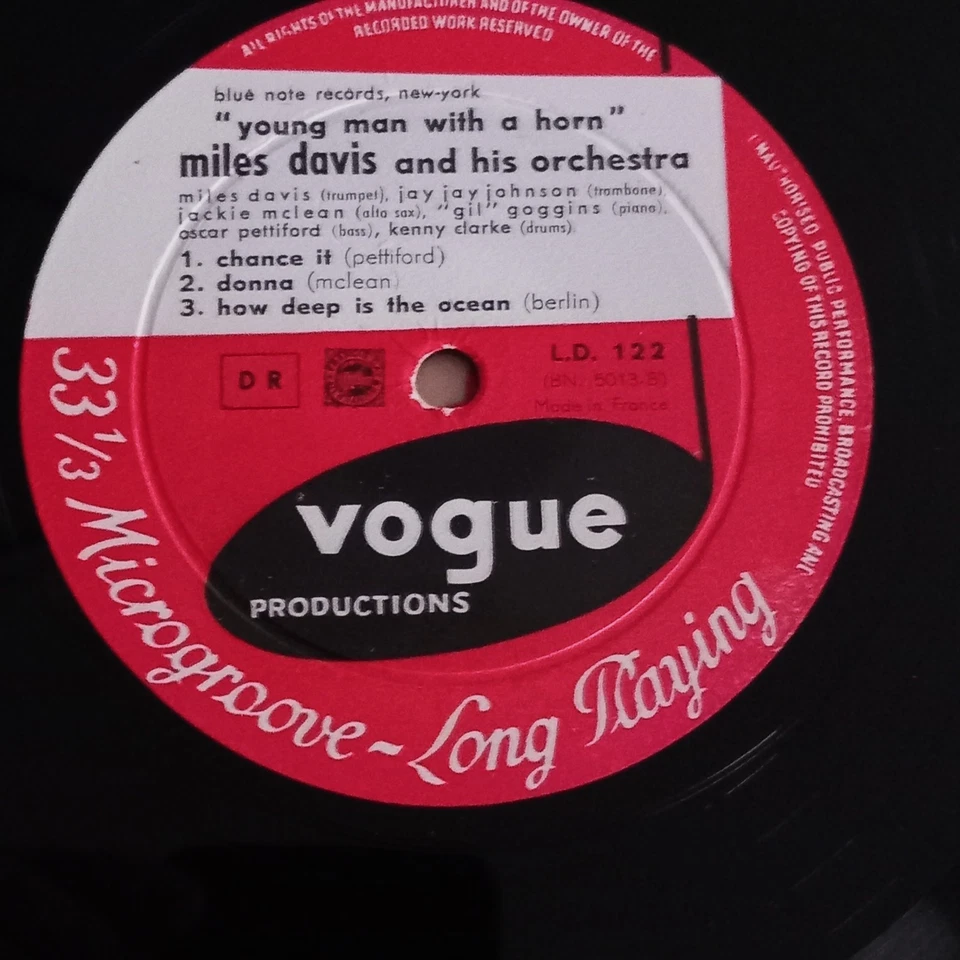 ALL RIGHTS OF THE MANUFACTURER AND OF THE OWNER OF THE
RECORDED WORK RESERVED
blue note records, new-york
"young man with a horn"
miles davis and his orchestra
miles davis (trumpet), jay jay johnson (trombone),
jackie mclean (alto sax), "gil" goggins (piano),
oscar pettiford (bass), kenny clarke (drums)
1. chance it (pettiford)
2. donna (mclean)
3. how deep is the ocean (berlin)
D R
L.D. 122
(BN. 5013-B)
Made in France
vogue
PRODUCTIONS
33 1/3 Microgroove - Long Playing
PUBLIC PERFORMANCE, BROADCASTING AND
COPYING OF THIS RECORD PROHIBITED